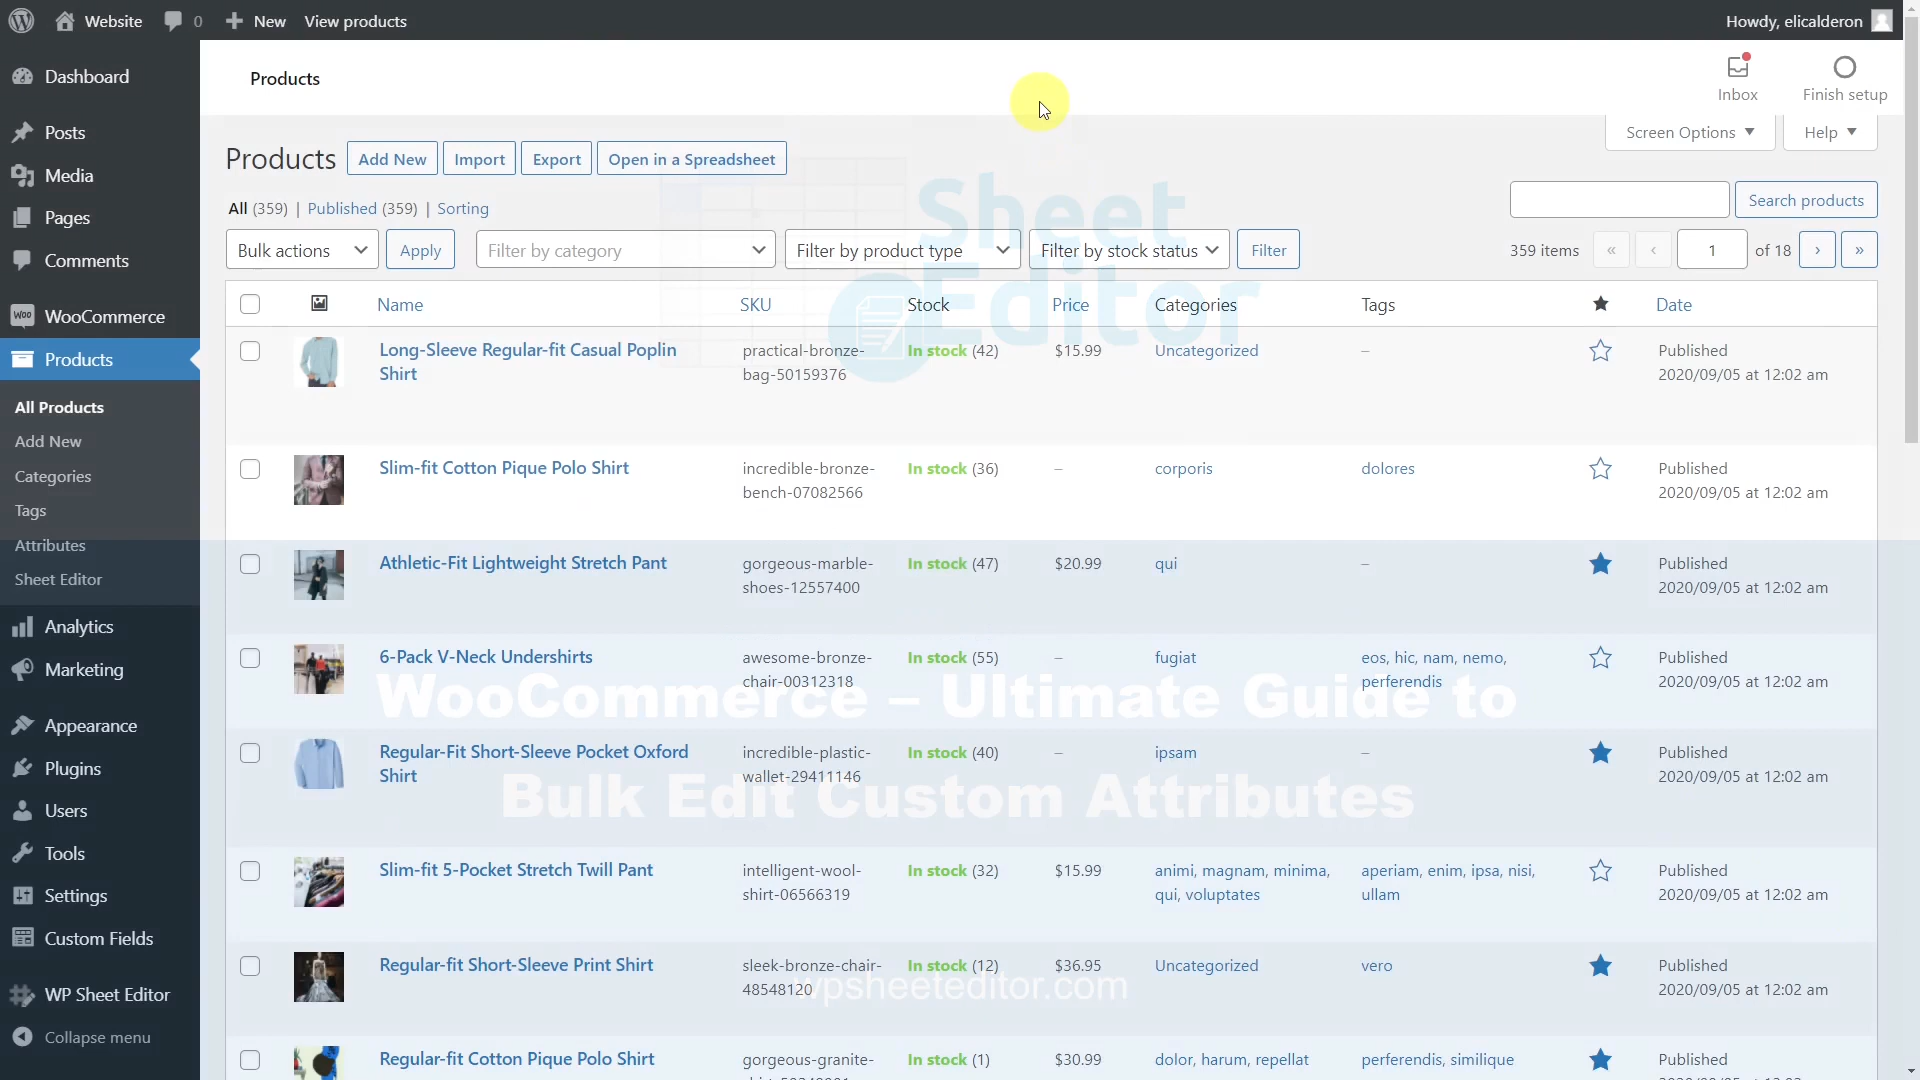 Website 0 New View products Howdy, elicalderon
Dashboard
Posts
Media
Pages
Comments
WooCommerce
Products
All Products
Add New
Categories
Tags
Attributes
Sheet Editor
Analytics
Marketing
Appearance
Plugins
Users
Tools
Settings
Custom Fields
WP Sheet Editor
Collapse menu
Products
Inbox Finish setup
Screen Options Help
Products Add New Import Export Open in a Spreadsheet
Sheet
Editor
All (359) | Published (359) | Sorting
Search products
Bulk actions Apply Filter by category Filter by product type Filter by stock status Filter 359 items « ‹ 1 of 18 › »
Name SKU Stock Price Categories Tags Date
Long-Sleeve Regular-fit Casual Poplin practical-bronze- In stock (42) $15.99 Uncategorized – Published
Shirt bag-50159376 2020/09/05 at 12:02 am
Slim-fit Cotton Pique Polo Shirt incredible-bronze- In stock (36) – corporis dolores Published
bench-07082566 2020/09/05 at 12:02 am
Athletic-Fit Lightweight Stretch Pant gorgeous-marble- In stock (47) $20.99 qui – Published
shoes-12557400 2020/09/05 at 12:02 am
6-Pack V-Neck Undershirts awesome-bronze- In stock (55) – fugiat eos, hic, nam, nemo, Published
chair-00312318 perferendis 2020/09/05 at 12:02 am
WooCommerce – Ultimate Guide to
Regular-Fit Short-Sleeve Pocket Oxford incredible-plastic- In stock (40) – ipsam – Published
Shirt wallet-29411146 2020/09/05 at 12:02 am
Bulk Edit Custom Attributes
Slim-fit 5-Pocket Stretch Twill Pant intelligent-wool- In stock (32) $15.99 animi, magnam, minima, aperiam, enim, ipsa, nisi, Published
shirt-06566319 qui, voluptates ullam 2020/09/05 at 12:02 am
Regular-fit Short-Sleeve Print Shirt sleek-bronze-chair- In stock (12) $36.95 Uncategorized vero Published
48548120 2020/09/05 at 12:02 am
wpsheeteditor.com
Regular-fit Cotton Pique Polo Shirt gorgeous-granite- In stock (1) $30.99 dolor, harum, repellat perferendis, similique Published